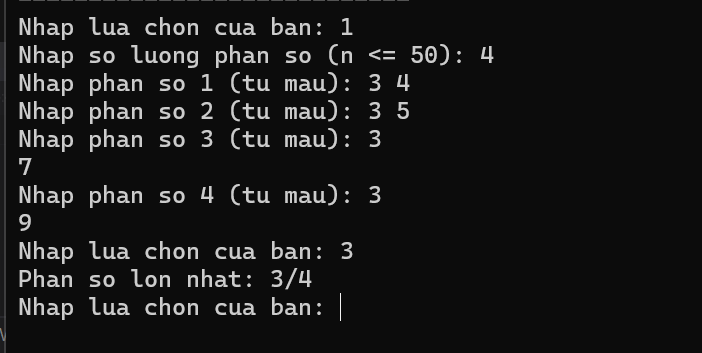 Nhap lua chon cua ban: 1
Nhap so luong phan so (n <= 50): 4
Nhap phan so 1 (tu mau): 3 4
Nhap phan so 2 (tu mau): 3 5
Nhap phan so 3 (tu mau): 3
7
Nhap phan so 4 (tu mau): 3
9
Nhap lua chon cua ban: 3
Phan so lon nhat: 3/4
Nhap lua chon cua ban: